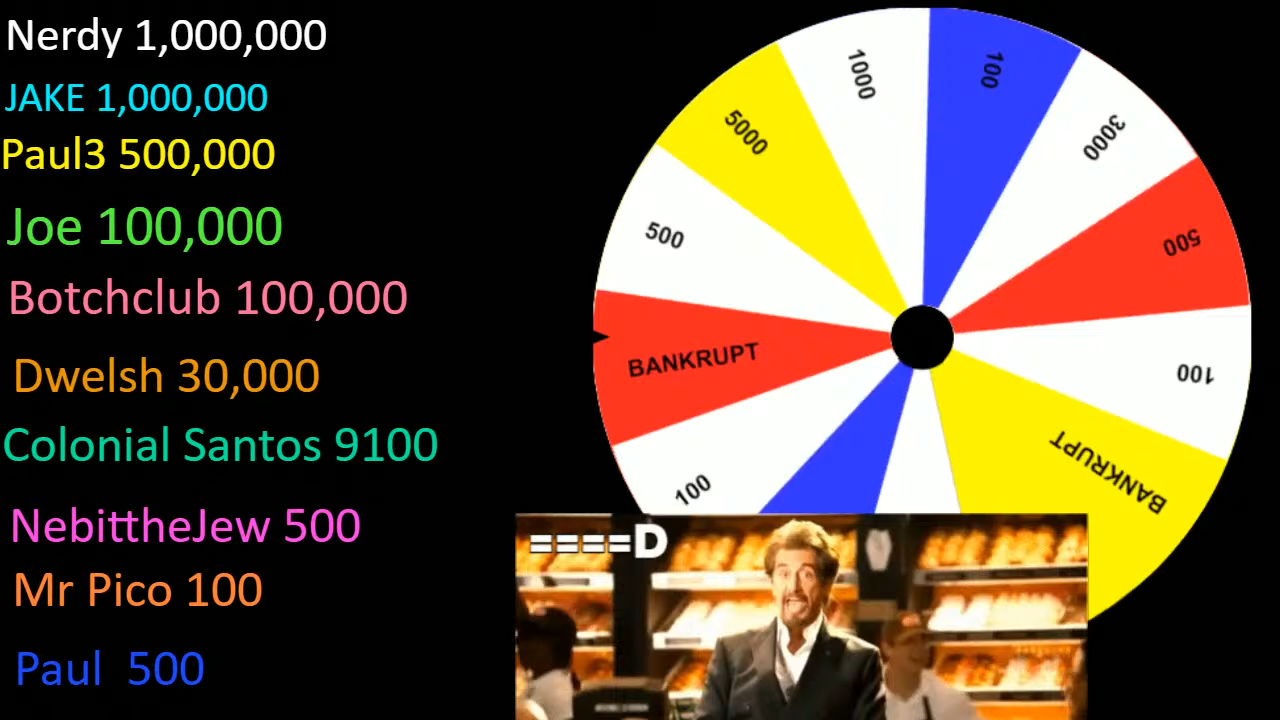 Nerdy 1,000,000
JAKE 1,000,000
Paul3 500,000
Joe 100,000
Botchclub 100,000
Dwelsh 30,000
Colonial Santos 9100
NebittheJew 500
Mr Pico 100
Paul 500
1000
100
3000
500
100
BANKRUPT
100
BANKRUPT
500
5000
====D